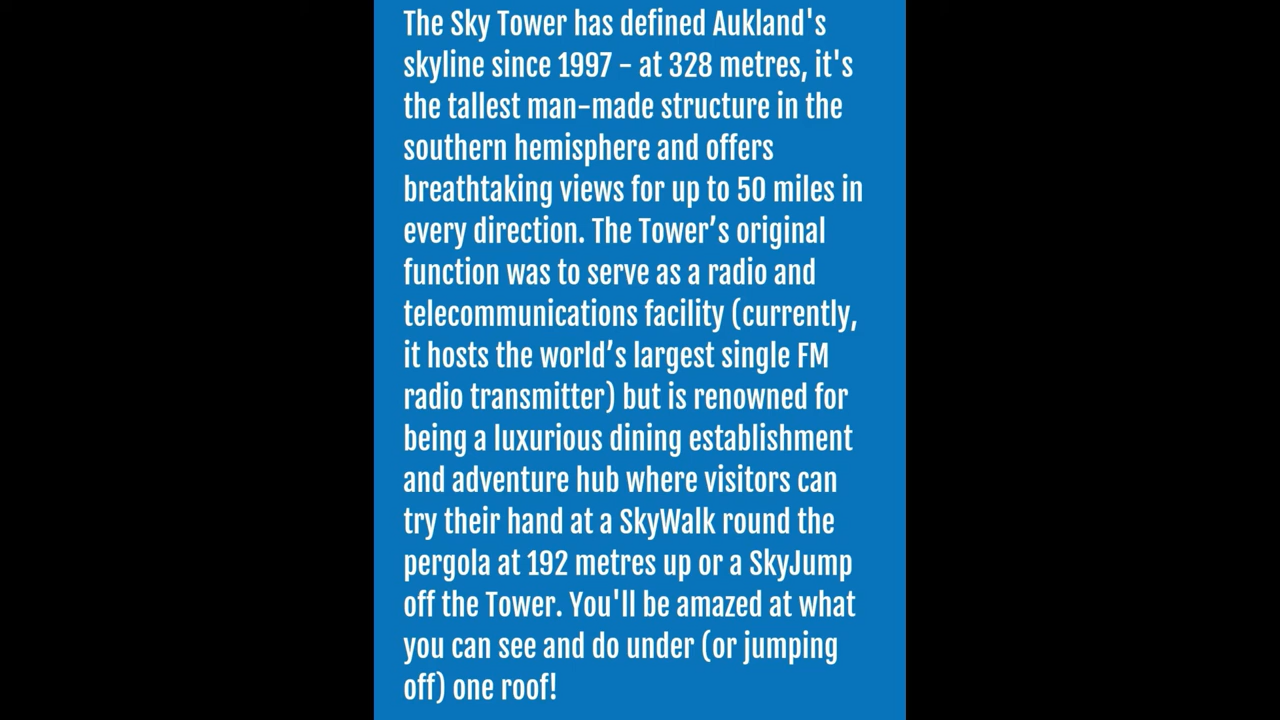 The Sky Tower has defined Aukland's
skyline since 1997 - at 328 metres, it's
the tallest man-made structure in the
southern hemisphere and offers
breathtaking views for up to 50 miles in
every direction. The Tower’s original
function was to serve as a radio and
telecommunications facility (currently,
it hosts the world’s largest single FM
radio transmitter) but is renowned for
being a luxurious dining establishment
and adventure hub where visitors can
try their hand at a SkyWalk round the
pergola at 192 metres up or a SkyJump
off the Tower. You'll be amazed at what
you can see and do under (or jumping
off) one roof!